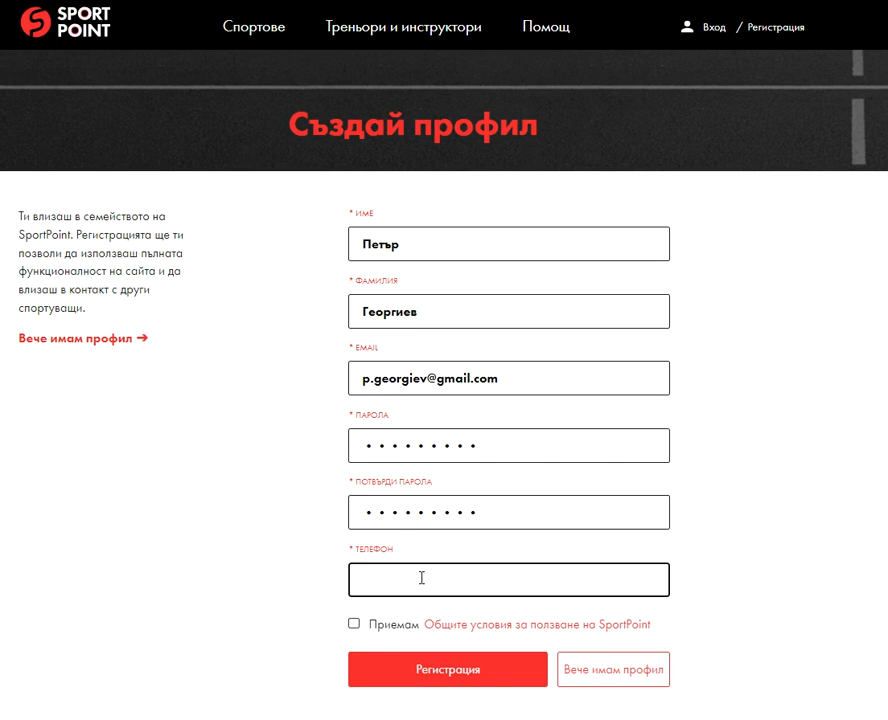 SPORT
POINT
Спортове
Треньори и инструктори
Помощ
Вход / Регистрация
Създай профил
Ти влизаш в семейството на
SportPoint. Регистрацията ще ти
позволи да използваш пълната
функционалност на сайта и да
влизаш в контакт с други
спортуващи.
Вече имам профил ➔
* ИМЕ
Петър
* ФАМИЛИЯ
Георгиев
* EMAIL
p.georgiev@gmail.com
* ПАРОЛА
• • • • • • • • •
* ПОТВЪРДИ ПАРОЛА
• • • • • • • • •
* ТЕЛЕФОН
Приемам Общите условия за ползване на SportPoint
Регистрация
Вече имам профил